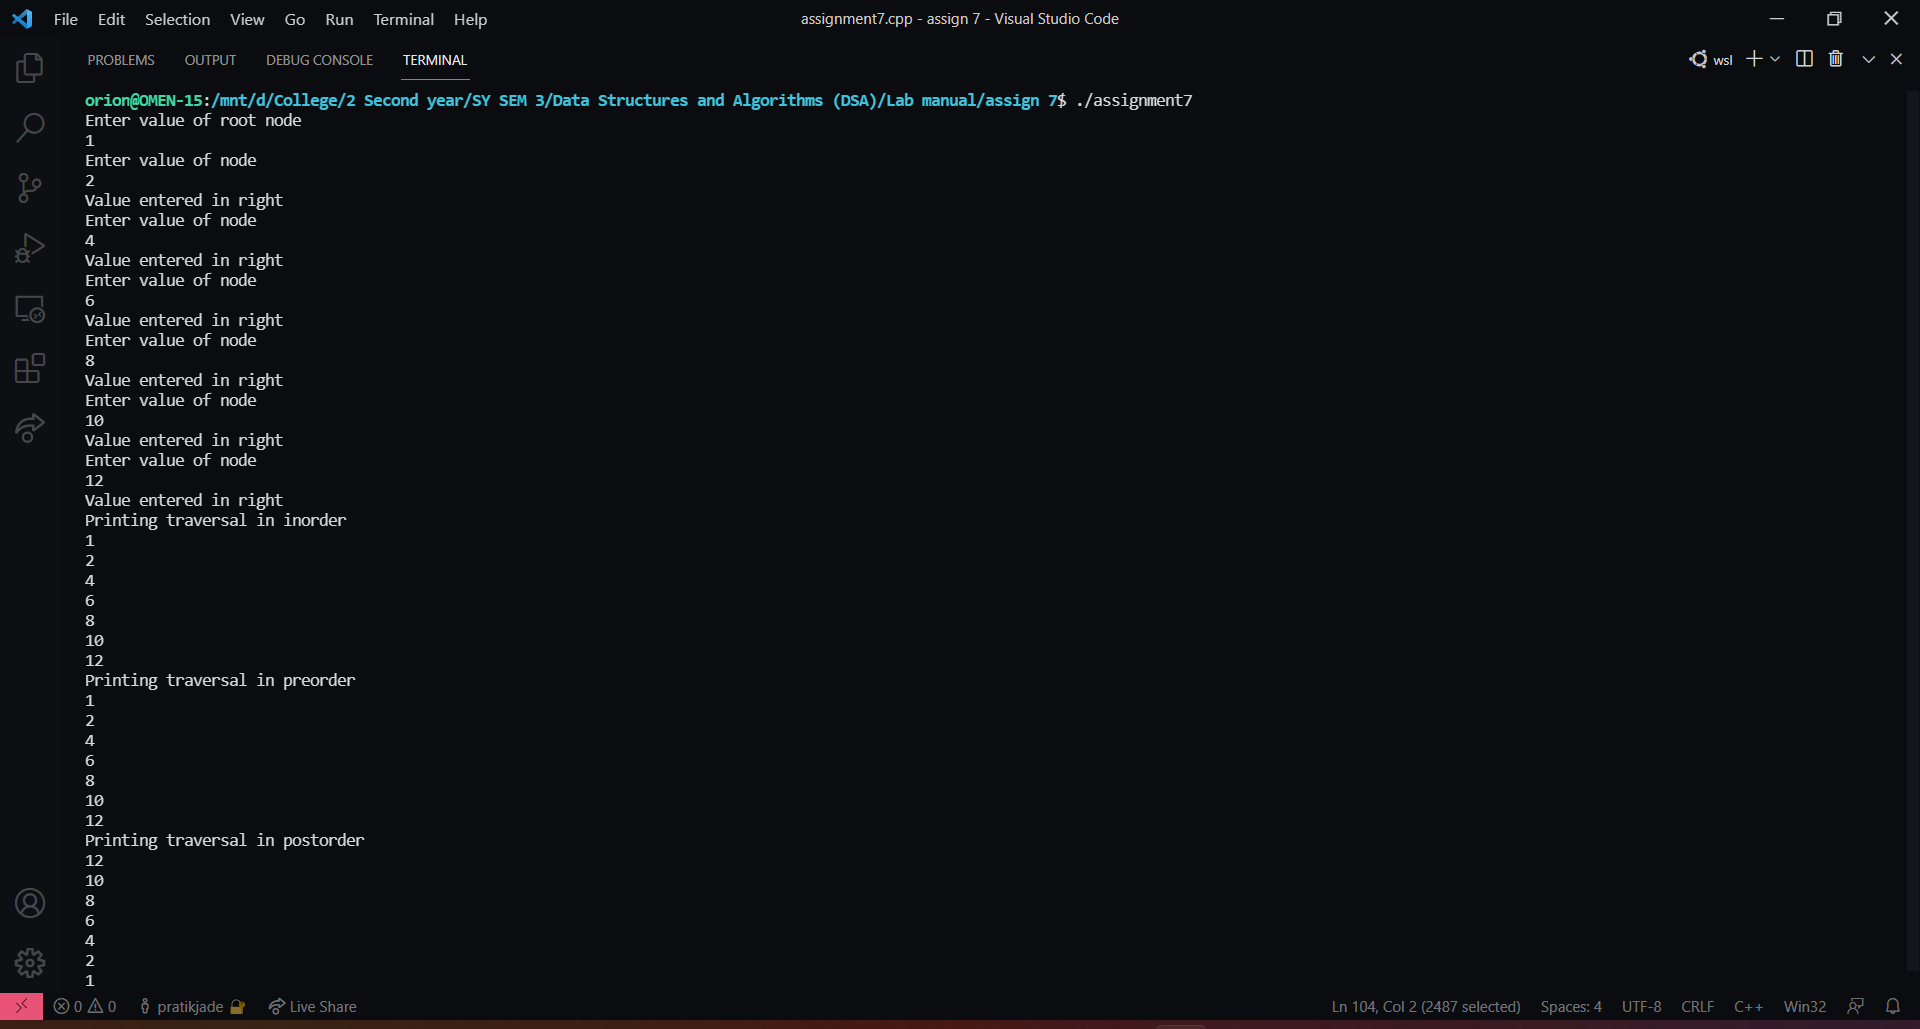 File Edit Selection View Go Run Terminal Help assignment7.cpp - assign 7 - Visual Studio Code
PROBLEMS OUTPUT DEBUG CONSOLE TERMINAL wsl
orion@OMEN-15:/mnt/d/College/2 Second year/SY SEM 3/Data Structures and Algorithms (DSA)/Lab manual/assign 7$ ./assignment7
Enter value of root node
1
Enter value of node
2
Value entered in right
Enter value of node
4
Value entered in right
Enter value of node
6
Value entered in right
Enter value of node
8
Value entered in right
Enter value of node
10
Value entered in right
Enter value of node
12
Value entered in right
Printing traversal in inorder
1
2
4
6
8
10
12
Printing traversal in preorder
1
2
4
6
8
10
12
Printing traversal in postorder
12
10
8
6
4
2
1
0 0 pratikjade Live Share Ln 104, Col 2 (2487 selected) Spaces: 4 UTF-8 CRLF C++ Win32